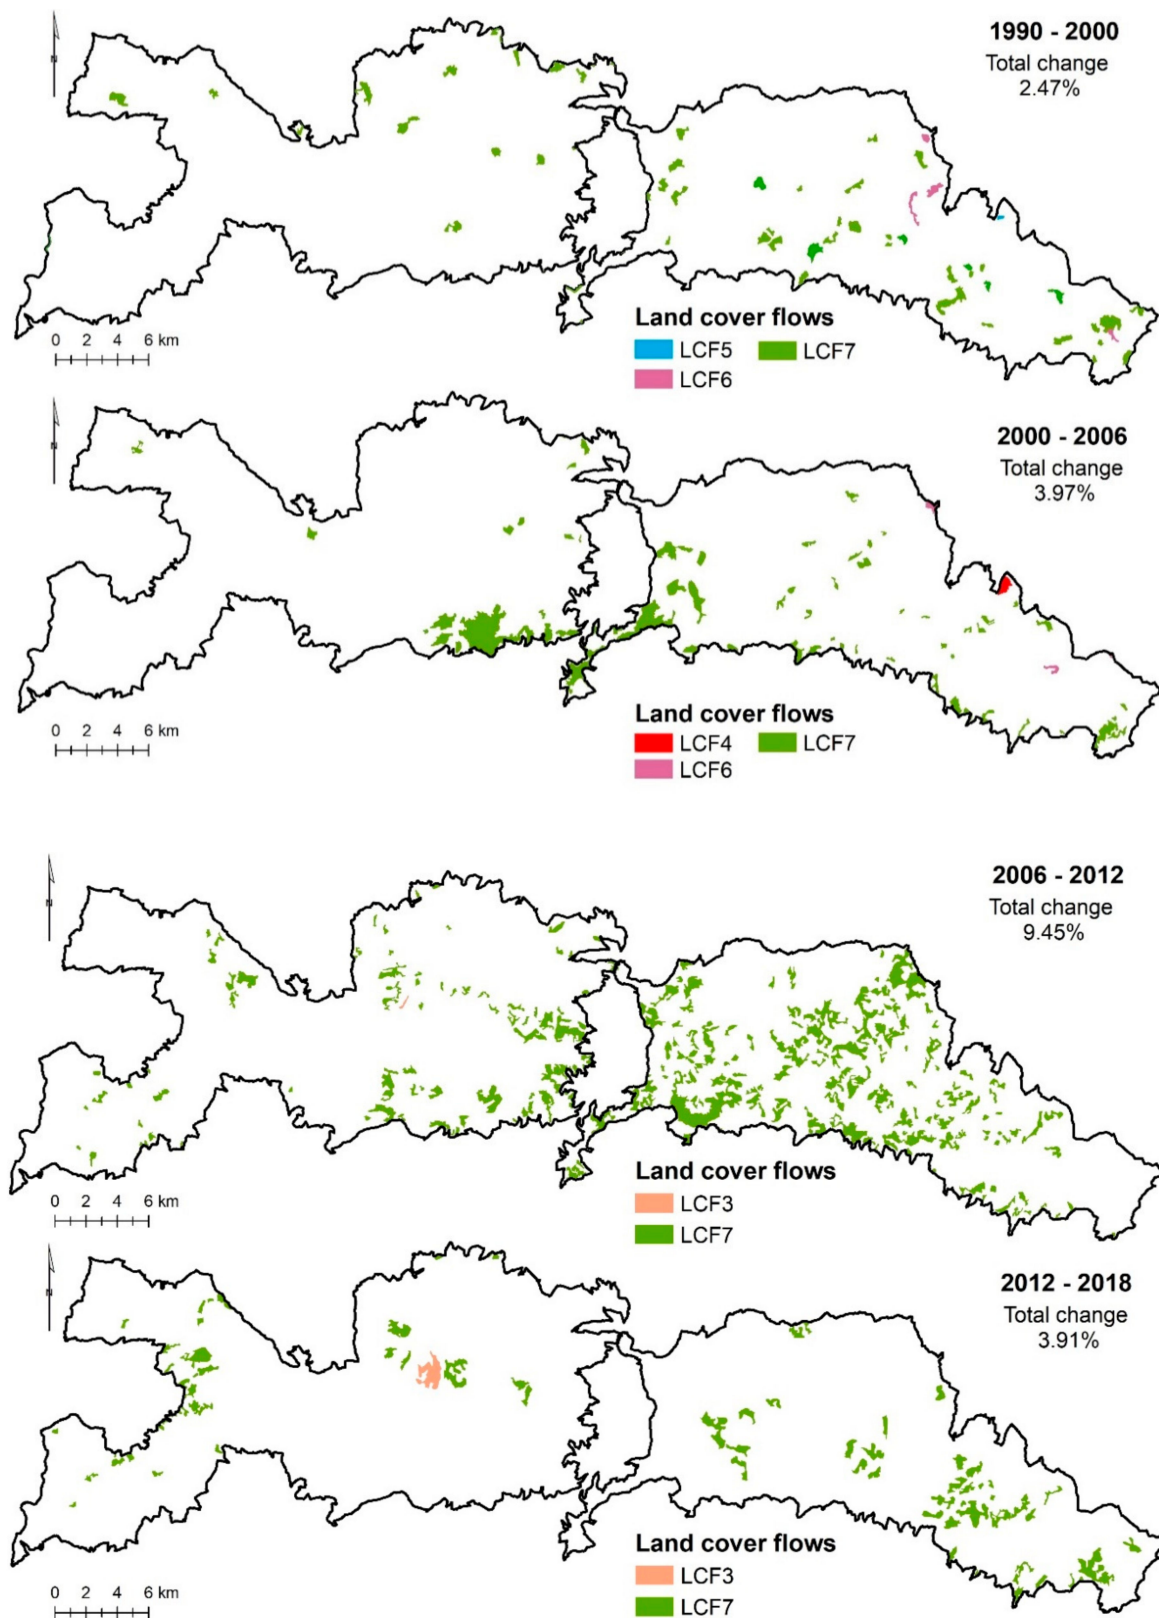 N
1990 - 2000
Total change
2.47%
Land cover flows
LCF5 LCF7
LCF6
0 2 4 6 km
N
2000 - 2006
Total change
3.97%
Land cover flows
LCF4 LCF7
LCF6
0 2 4 6 km
N
2006 - 2012
Total change
9.45%
Land cover flows
LCF3
LCF7
0 2 4 6 km
N
2012 - 2018
Total change
3.91%
Land cover flows
LCF3
LCF7
0 2 4 6 km